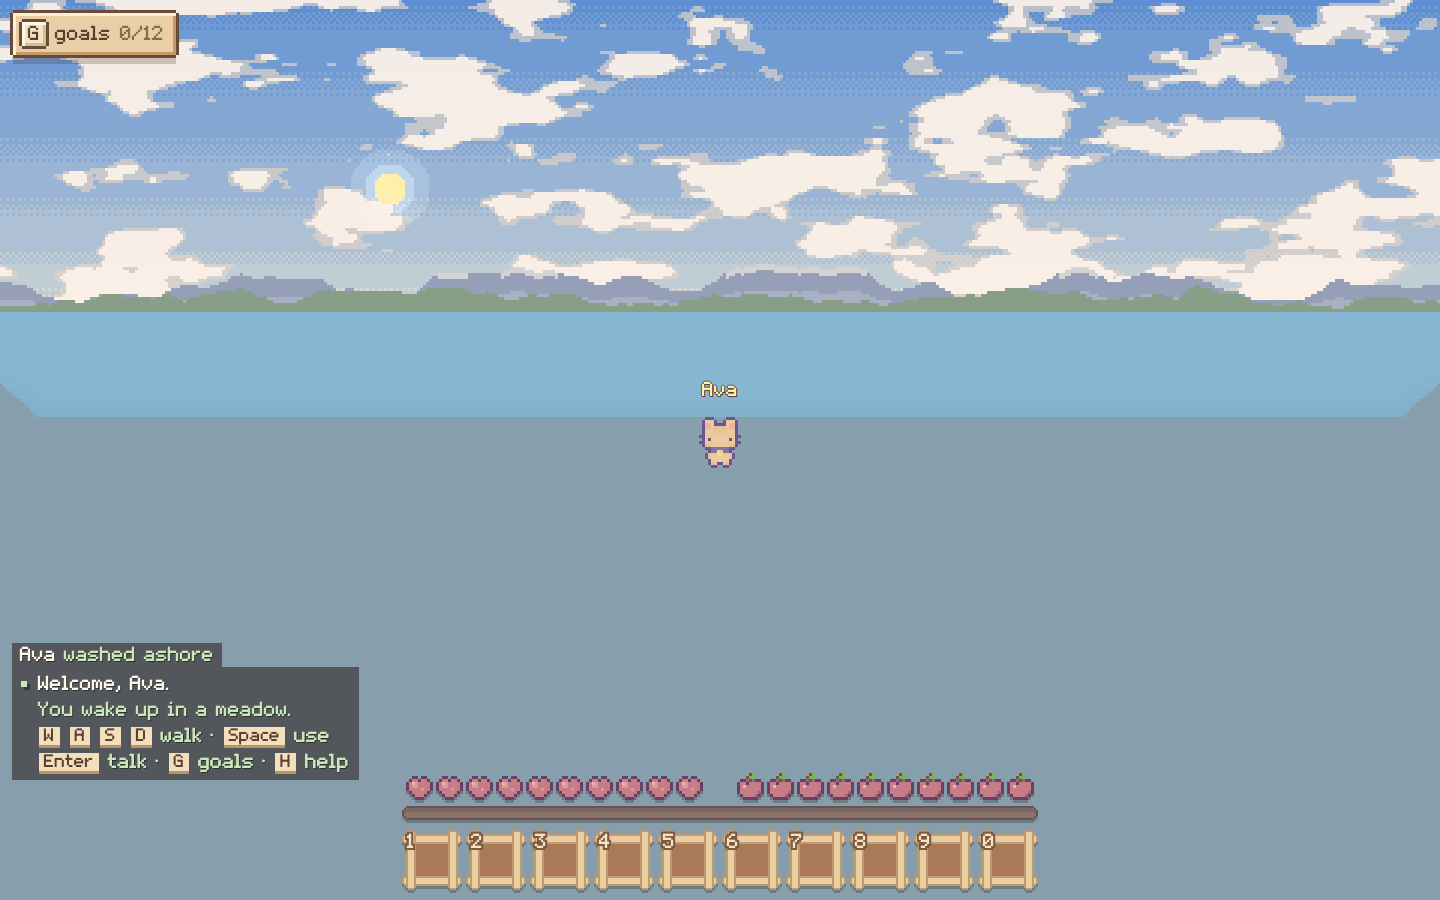 G goals 0/12
Ava
Ava washed ashore
Welcome, Ava.
You wake up in a meadow.
W A S D walk · Space use
Enter talk · G goals · H help
1 2 3 4 5 6 7 8 9 0